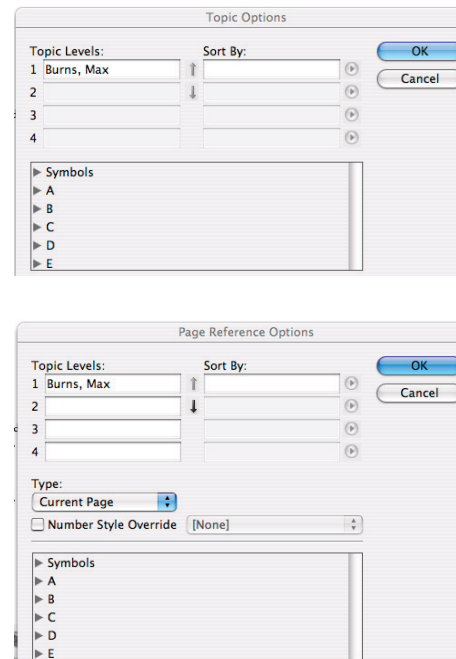 Topic Options
Topic Levels: Sort By:
OK
1 Burns, Max
Cancel
2
3
4
Symbols
A
B
C
D
E
Page Reference Options
Topic Levels: Sort By:
OK
1 Burns, Max
Cancel
2
3
4
Type:
Current Page
Number Style Override [None]
Symbols
A
B
C
D
E